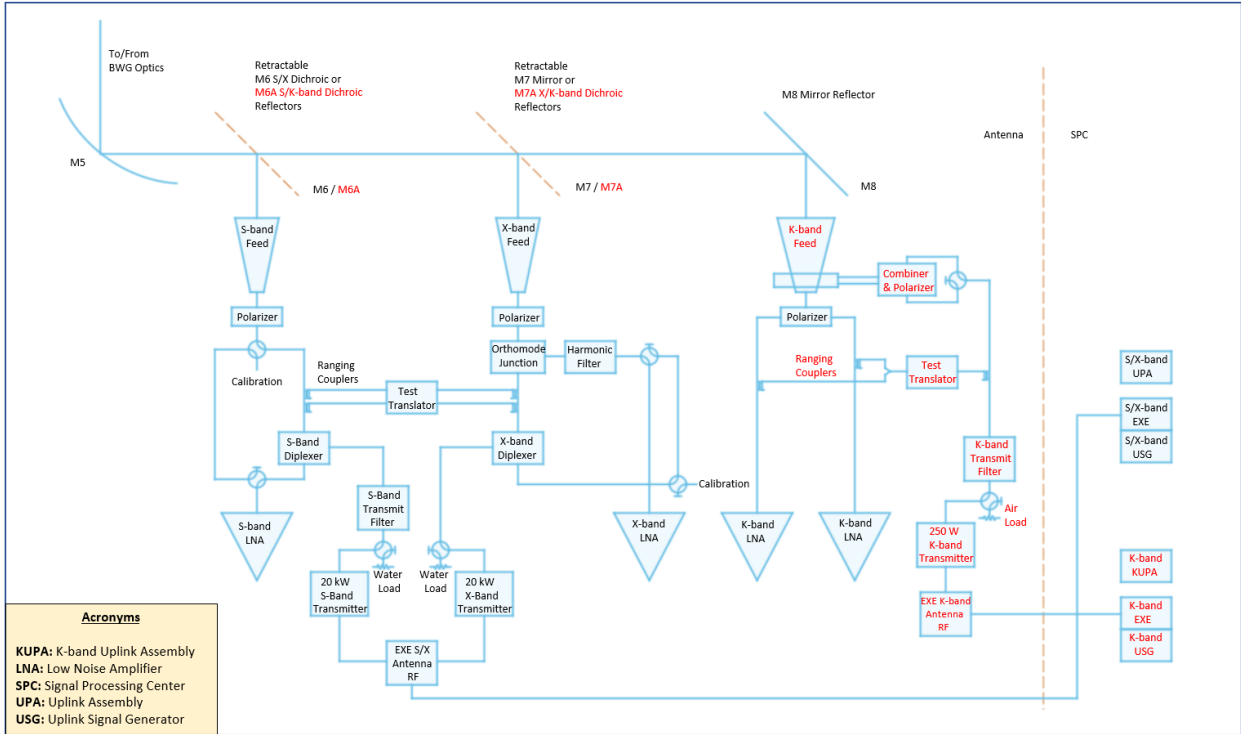 To/From
BWG Optics
Retractable
M6 S/X Dichroic or
M6A S/K-band Dichroic
Reflectors
Retractable
M7 Mirror or
M7A X/K-band Dichroic
Reflectors
M8 Mirror Reflector
Antenna
SPC
M5
M6 / M6A
M7 / M7A
M8
S-band
Feed
X-band
Feed
K-band
Feed
Combiner
& Polarizer
Polarizer
Polarizer
Polarizer
Orthomode
Junction
Harmonic
Filter
Calibration
Ranging
Couplers
Test
Translator
Ranging
Couplers
Test
Translator
S/X-band
UPA
S/X-band
EXE
S/X-band
USG
S-Band
Diplexer
X-band
Diplexer
K-band
Transmit
Filter
Calibration
S-Band
Transmit
Filter
Air
Load
S-band
LNA
X-band
LNA
K-band
LNA
K-band
LNA
250 W
K-band
Transmitter
Water
Load
Water
Load
20 kW
S-Band
Transmitter
20 kW
X-Band
Transmitter
K-band
KUPA
EXE K-band
Antenna
RF
K-band
EXE
K-band
USG
EXE S/X
Antenna
RF
Acronyms
KUPA: K-band Uplink Assembly
LNA: Low Noise Amplifier
SPC: Signal Processing Center
UPA: Uplink Assembly
USG: Uplink Signal Generator